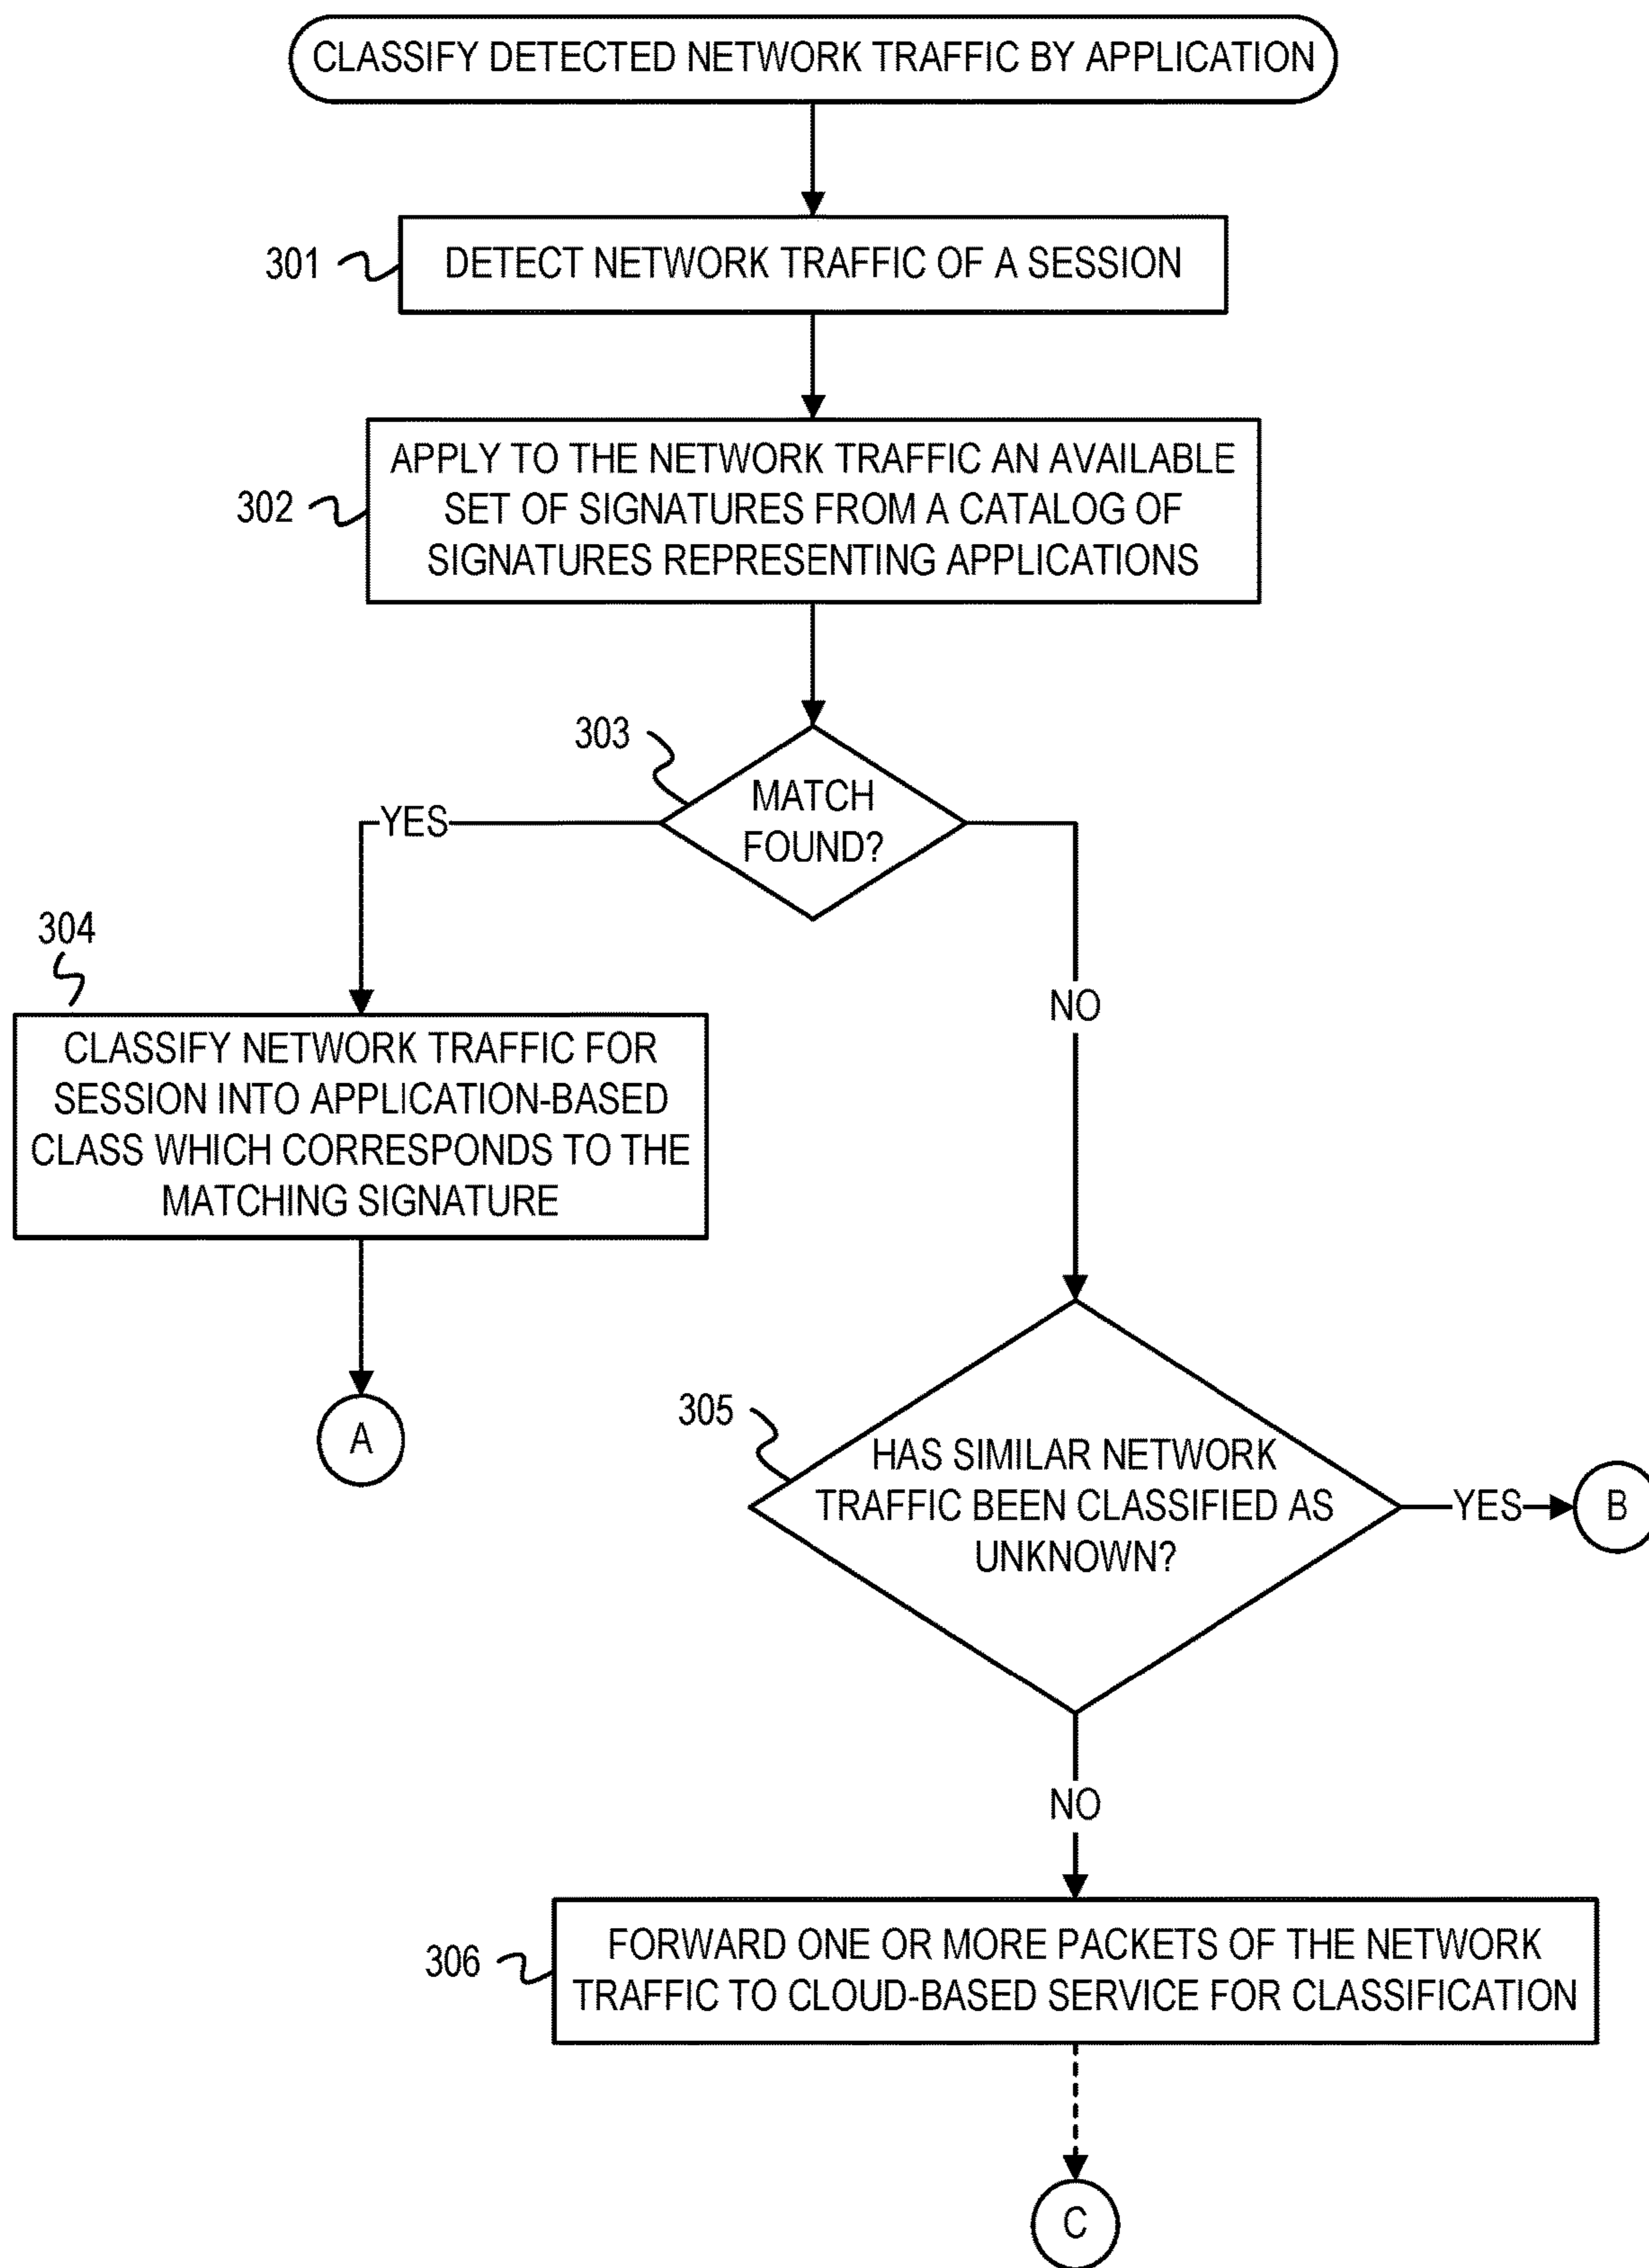 CLASSIFY DETECTED NETWORK TRAFFIC BY APPLICATION
301
DETECT NETWORK TRAFFIC OF A SESSION
302
APPLY TO THE NETWORK TRAFFIC AN AVAILABLE
SET OF SIGNATURES FROM A CATALOG OF
SIGNATURES REPRESENTING APPLICATIONS
303
MATCH
FOUND?
YES
NO
304
CLASSIFY NETWORK TRAFFIC FOR
SESSION INTO APPLICATION-BASED
CLASS WHICH CORRESPONDS TO THE
MATCHING SIGNATURE
A
305
HAS SIMILAR NETWORK
TRAFFIC BEEN CLASSIFIED AS
UNKNOWN?
YES
B
NO
306
FORWARD ONE OR MORE PACKETS OF THE NETWORK
TRAFFIC TO CLOUD-BASED SERVICE FOR CLASSIFICATION
C